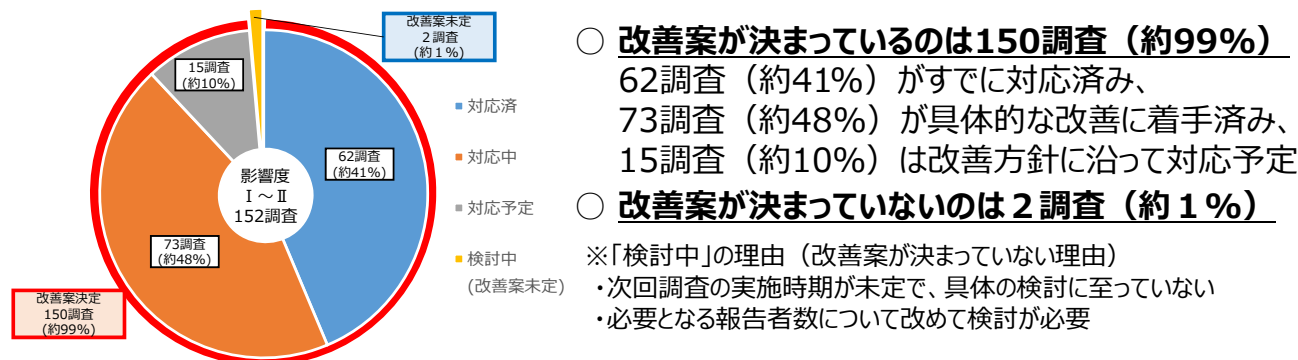 改善案未定
２調査
(約１%)
15調査
(約10%)
62調査
(約41%)
影響度
Ⅰ～Ⅱ
152調査
73調査
(約48%)
改善案決定
150調査
(約99%)
対応済
対応中
対応予定
検討中
(改善案未定)
○ 改善案が決まっているのは150調査（約99%）
62調査（約41%）がすでに対応済み、
73調査（約48%）が具体的な改善に着手済み、
15調査（約10%）は改善方針に沿って対応予定
○ 改善案が決まっていないのは２調査（約１%）
※「検討中」の理由（改善案が決まっていない理由）
・次回調査の実施時期が未定で、具体の検討に至っていない
・必要となる報告者数について改めて検討が必要